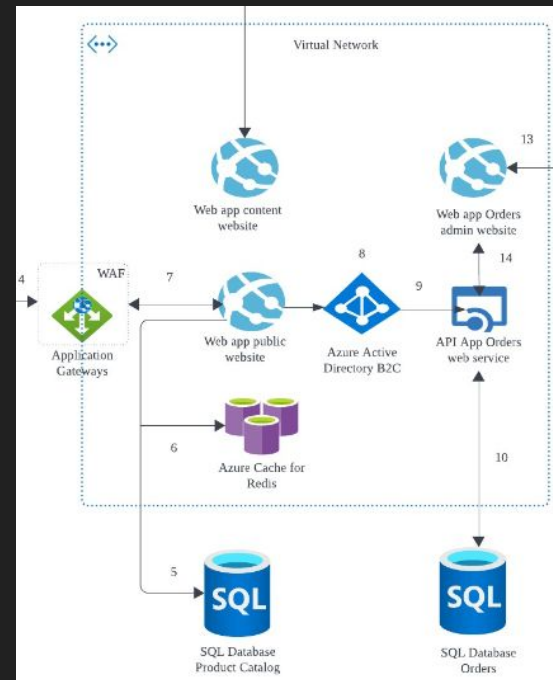 Virtual Network
13
Web app content
website
Web app Orders
admin website
8
4
WAF
7
9
14
Application
Gateways
Web app public
website
Azure Active
Directory B2C
API App Orders
web service
6
Azure Cache for
Redis
10
5
SQL
SQL
SQL Database
Product Catalog
SQL Database
Orders